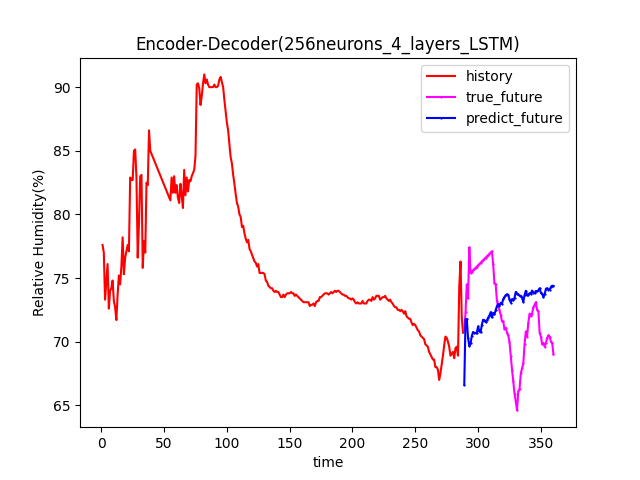 Encoder-Decoder(256neurons_4_layers_LSTM)
history
true_future
predict_future
Relative Humidity(%)
90
85
80
75
70
65
0 50 100 150 200 250 300 350
time